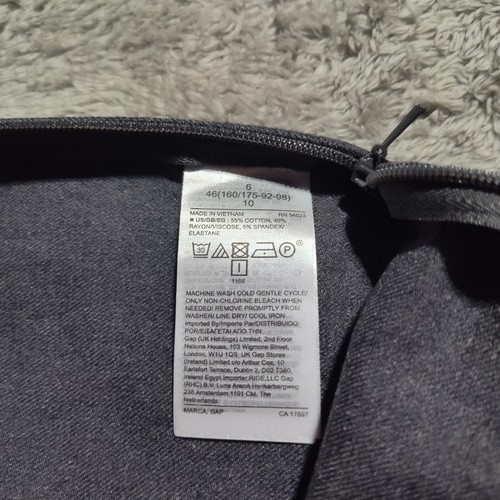 6
46(160/175-92-98)
10
MADE IN VIETNAM RN 54023
US/GB/EG : 55% COTTON, 40%
RAYON/VISCOSE, 5% SPANDEX/
ELASTANE
30 P ®
I
1166
MACHINE WASH COLD GENTLE CYCLE/
ONLY NON-CHLORINE BLEACH WHEN
NEEDED/ REMOVE PROMPTLY FROM
WASHER/ LINE DRY/ COOL IRON
Imported By/Importe Par/DISTRIBUIDO
POR/ΕΙΣΑΓΕΤΑΙ ΑΠΟ ΤΗΝ
Gap (UK Holdings) Limited, 2nd Floor
Nations House, 103 Wigmore Street,
London, W1U 1QS, UK Gap Stores
(Ireland) Limited c/o Arthur Cox, 10
Earlsfort Terrace, Dublin 2, D02 T380,
Ireland Egypt Importer RIGE,LLC Gap
(RHC) B.V. Luna ArenA Herikerbergweg
238 Amsterdam 1101 CM, The
Netherlands
MARCA: GAP CA 17897